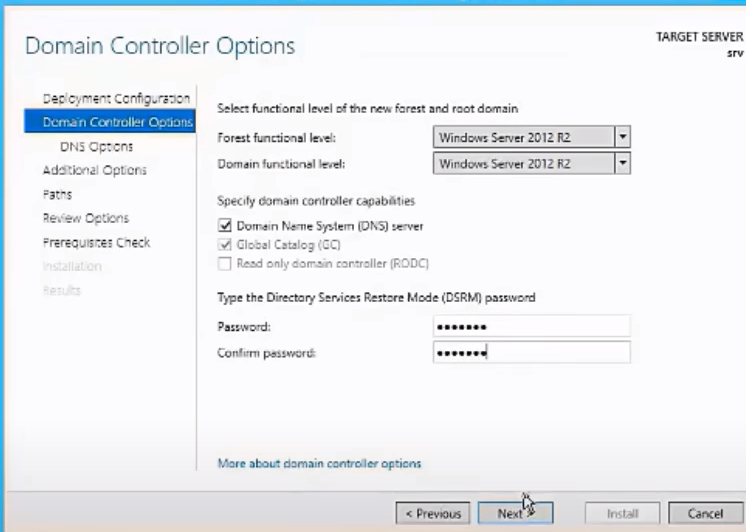 Domain Controller Options
TARGET SERVER
srv
Deployment Configuration
Domain Controller Options
DNS Options
Additional Options
Paths
Review Options
Prerequisites Check
Installation
Results
Select functional level of the new forest and root domain
Forest functional level: Windows Server 2012 R2
Domain functional level: Windows Server 2012 R2
Specify domain controller capabilities
Domain Name System (DNS) server
Global Catalog (GC)
Read only domain controller (RODC)
Type the Directory Services Restore Mode (DSRM) password
Password: •••••••
Confirm password: •••••••
More about domain controller options
< Previous Next > Install Cancel